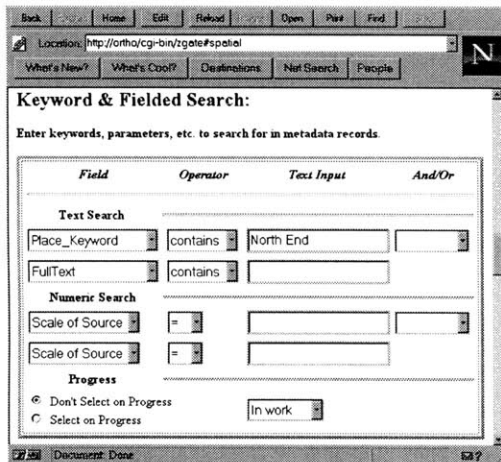 Back Home Edit Reload Open Print Find
Location: http://ortho/cgi-bin/zgate#spatial
N
What's New? What's Cool? Destinations Net Search People
Keyword & Fielded Search:
Enter keywords, parameters, etc. to search for in metadata records.
Field Operator Text Input And/Or
Text Search
Place_Keyword contains North End
FullText contains
Numeric Search
Scale of Source =
Scale of Source =
Progress
Don't Select on Progress
In work
Select on Progress
Document: Done
?